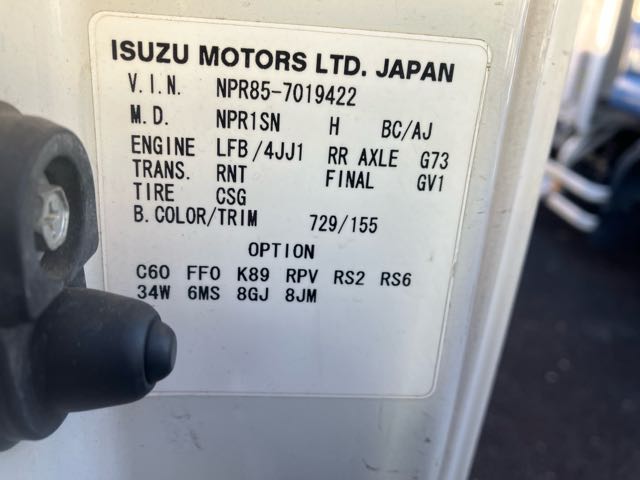 ISUZU MOTORS LTD. JAPAN
V.I.N. NPR85-7019422
M.D. NPR1SN H BC/AJ
ENGINE LFB/4JJ1 RR AXLE G73
TRANS. RNT FINAL GV1
TIRE CSG
B.COLOR/TRIM 729/155
OPTION
C60 FF0 K89 RPV RS2 RS6
34W 6MS 8GJ 8JM